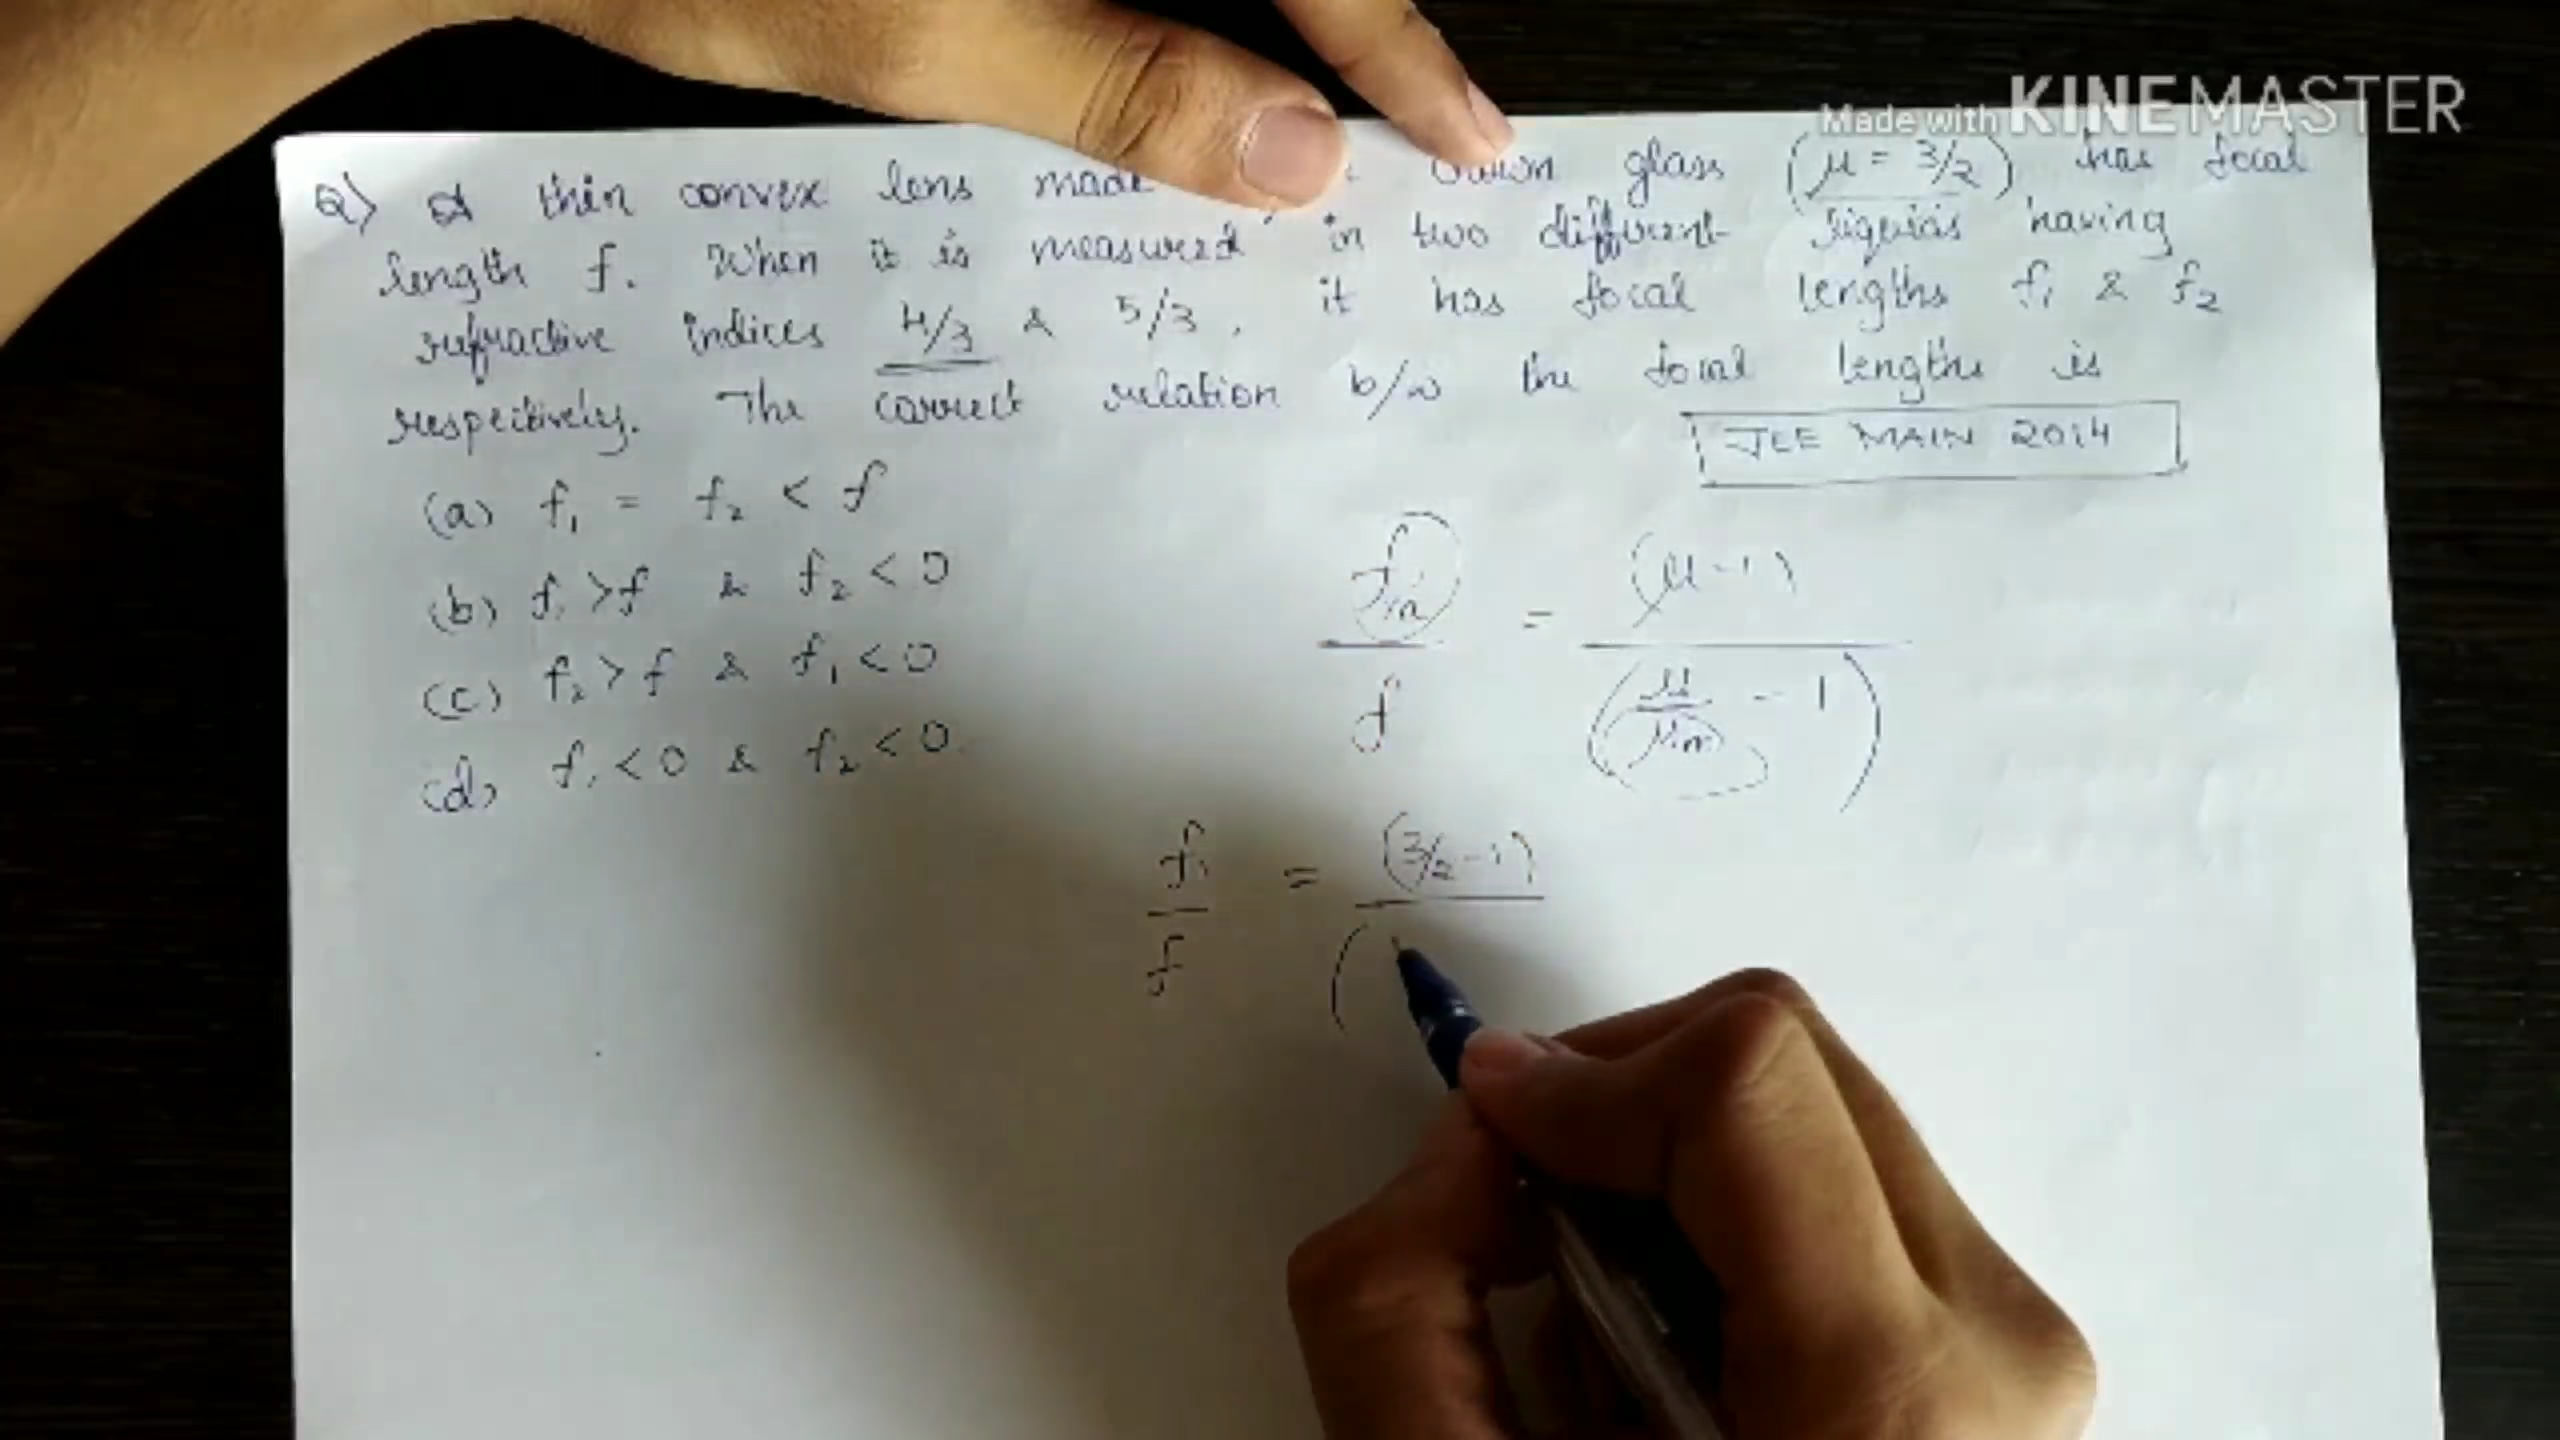 Made with KINEMASTER
Q) A thin convex lens made crown glass (μ = 3/2) has focal
length f. When it is measured in two different liquids having
refractive indices 4/3 & 5/3, it has focal lengths f₁ & f₂
respectively. The correct relation b/w the focal lengths is
JEE MAIN 2014
(a) f₁ = f₂ < f
(b) f₁ > f & f₂ < 0
(c) f₂ > f & f₁ < 0
(d) f₁ < 0 & f₂ < 0
fₘ / f = (μ - 1) / (μ/μₘ - 1)
f₁ / f = (3/2 - 1) / (